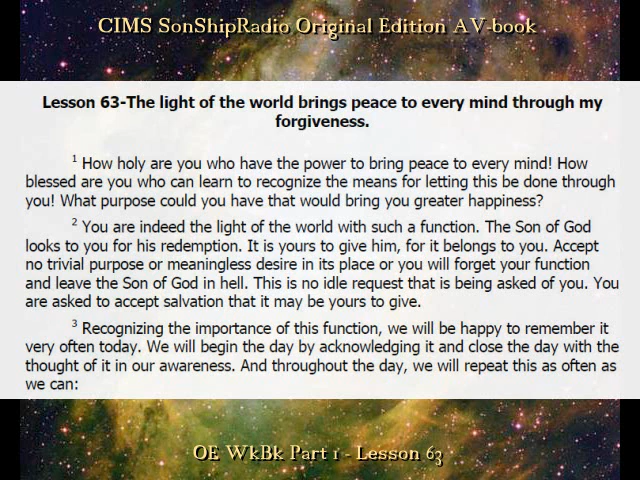 CIMS SonShipRadio Original Edition AV-book
Lesson 63-The light of the world brings peace to every mind through my
forgiveness.
1 How holy are you who have the power to bring peace to every mind! How
blessed are you who can learn to recognize the means for letting this be done through
you! What purpose could you have that would bring you greater happiness?
2 You are indeed the light of the world with such a function. The Son of God
looks to you for his redemption. It is yours to give him, for it belongs to you. Accept
no trivial purpose or meaningless desire in its place or you will forget your function
and leave the Son of God in hell. This is no idle request that is being asked of you. You
are asked to accept salvation that it may be yours to give.
3 Recognizing the importance of this function, we will be happy to remember it
very often today. We will begin the day by acknowledging it and close the day with the
thought of it in our awareness. And throughout the day, we will repeat this as often as
we can:
OE WkBk Part 1 - Lesson 63